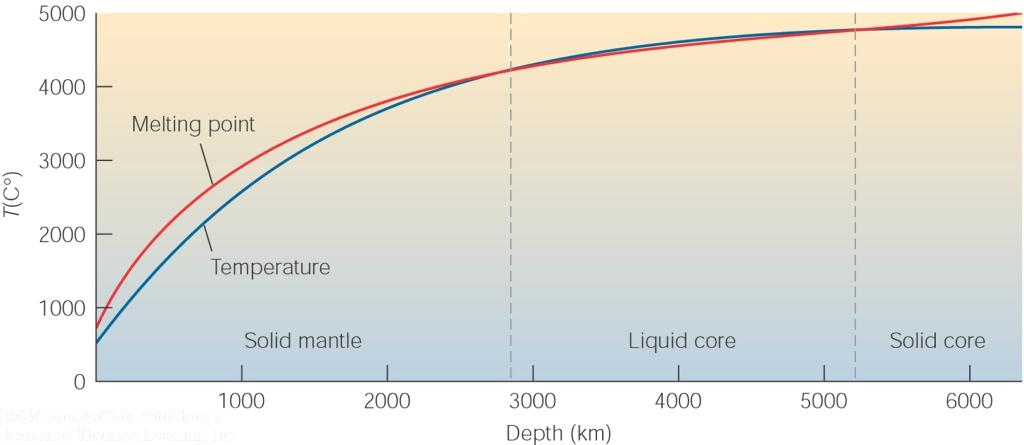 5000
4000
3000
2000
1000
0
T(C°)
Melting point
Temperature
Solid mantle
Liquid core
Solid core
1000
2000
3000
4000
5000
6000
Depth (km)